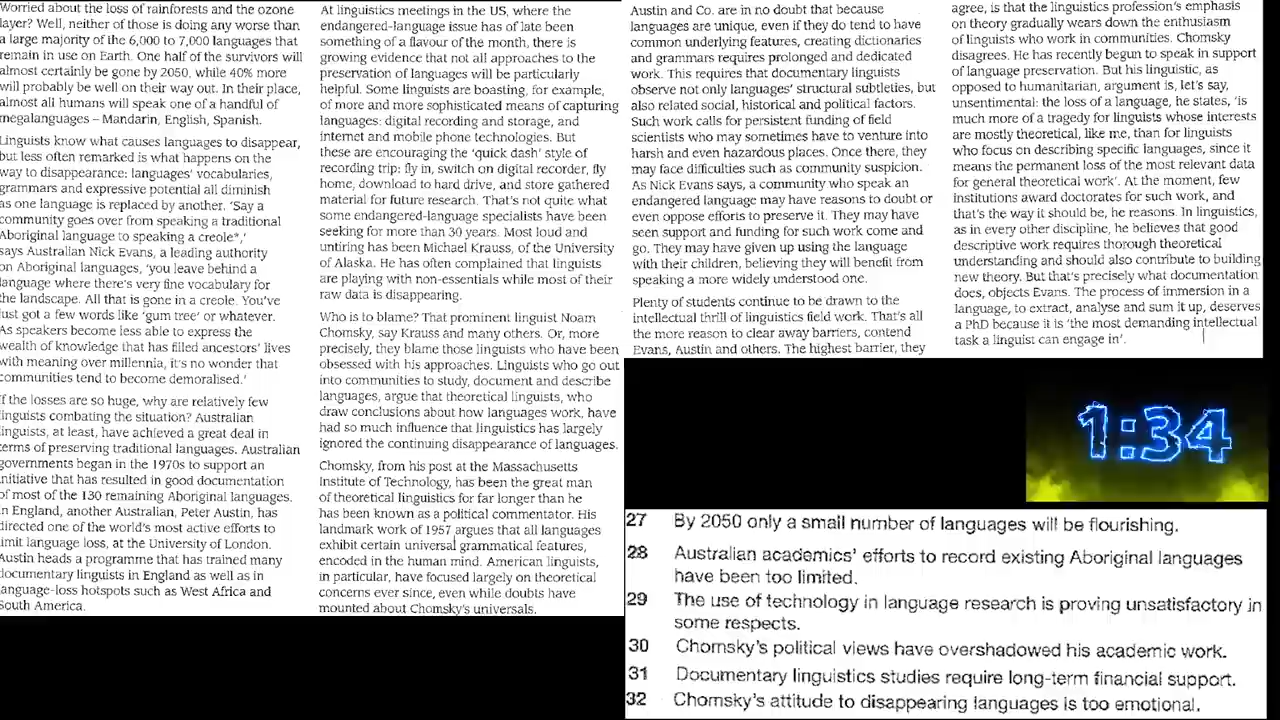 Worried about the loss of rainforests and the ozone
layer? Well, neither of those is doing any worse than
a large majority of the 6,000 to 7,000 languages that
remain in use on Earth. One half of the survivors will
almost certainly be gone by 2050, while 40% more
will probably be well on their way out. In their place,
almost all humans will speak one of a handful of
megalanguages – Mandarin, English, Spanish.
Linguists know what causes languages to disappear,
but less often remarked is what happens on the
way to disappearance: languages' vocabularies,
grammars and expressive potential all diminish
as one language is replaced by another. 'Say a
community goes over from speaking a traditional
Aboriginal language to speaking a creole*,'
says Australian Nick Evans, a leading authority
on Aboriginal languages, 'you leave behind a
language where there's very fine vocabulary for
the landscape. All that is gone in a creole. You've
just got a few words like 'gum tree' or whatever.
As speakers become less able to express the
wealth of knowledge that has filled ancestors' lives
with meaning over millennia, it's no wonder that
communities tend to become demoralised.'
If the losses are so huge, why are relatively few
linguists combating the situation? Australian
linguists, at least, have achieved a great deal in
terms of preserving traditional languages. Australian
governments began in the 1970s to support an
initiative that has resulted in good documentation
of most of the 130 remaining Aboriginal languages.
In England, another Australian, Peter Austin, has
directed one of the world's most active efforts to
limit language loss, at the University of London.
Austin heads a programme that has trained many
documentary linguists in England as well as in
language-loss hotspots such as West Africa and
South America.
At linguistics meetings in the US, where the
endangered-language issue has of late been
something of a flavour of the month, there is
growing evidence that not all approaches to the
preservation of languages will be particularly
helpful. Some linguists are boasting, for example,
of more and more sophisticated means of capturing
languages: digital recording and storage, and
internet and mobile phone technologies. But
these are encouraging the 'quick dash' style of
recording trip: fly in, switch on digital recorder, fly
home, download to hard drive, and store gathered
material for future research. That's not quite what
some endangered-language specialists have been
seeking for more than 30 years. Most loud and
untiring has been Michael Krauss, of the University
of Alaska. He has often complained that linguists
are playing with non-essentials while most of their
raw data is disappearing.
Who is to blame? That prominent linguist Noam
Chomsky, say Krauss and many others. Or, more
precisely, they blame those linguists who have been
obsessed with his approaches. Linguists who go out
into communities to study, document and describe
languages, argue that theoretical linguists, who
draw conclusions about how languages work, have
had so much influence that linguistics has largely
ignored the continuing disappearance of languages.
Chomsky, from his post at the Massachusetts
Institute of Technology, has been the great man
of theoretical linguistics for far longer than he
has been known as a political commentator. His
landmark work of 1957 argues that all languages
exhibit certain universal grammatical features,
encoded in the human mind. American linguists,
in particular, have focused largely on theoretical
concerns ever since, even while doubts have
mounted about Chomsky's universals.
Austin and Co. are in no doubt that because
languages are unique, even if they do tend to have
common underlying features, creating dictionaries
and grammars requires prolonged and dedicated
work. This requires that documentary linguists
observe not only languages' structural subtleties, but
also related social, historical and political factors.
Such work calls for persistent funding of field
scientists who may sometimes have to venture into
harsh and even hazardous places. Once there, they
may face difficulties such as community suspicion.
As Nick Evans says, a community who speak an
endangered language may have reasons to doubt or
even oppose efforts to preserve it. They may have
seen support and funding for such work come and
go. They may have given up using the language
with their children, believing they will benefit from
speaking a more widely understood one.
Plenty of students continue to be drawn to the
intellectual thrill of linguistics field work. That's all
the more reason to clear away barriers, contend
Evans, Austin and others. The highest barrier, they
agree, is that the linguistics profession's emphasis
on theory gradually wears down the enthusiasm
of linguists who work in communities. Chomsky
disagrees. He has recently begun to speak in support
of language preservation. But his linguistic, as
opposed to humanitarian, argument is, let's say,
unsentimental: the loss of a language, he states, 'is
much more of a tragedy for linguists whose interests
are mostly theoretical, like me, than for linguists
who focus on describing specific languages, since it
means the permanent loss of the most relevant data
for general theoretical work'. At the moment, few
institutions award doctorates for such work, and
that's the way it should be, he reasons. In linguistics,
as in every other discipline, he believes that good
descriptive work requires thorough theoretical
understanding and should also contribute to building
new theory. But that's precisely what documentation
does, objects Evans. The process of immersion in a
language, to extract, analyse and sum it up, deserves
a PhD because it is 'the most demanding intellectual
task a linguist can engage in'.
1:34
27 By 2050 only a small number of languages will be flourishing.
28 Australian academics' efforts to record existing Aboriginal languages
have been too limited.
29 The use of technology in language research is proving unsatisfactory in
some respects.
30 Chomsky's political views have overshadowed his academic work.
31 Documentary linguistics studies require long-term financial support.
32 Chomsky's attitude to disappearing languages is too emotional.